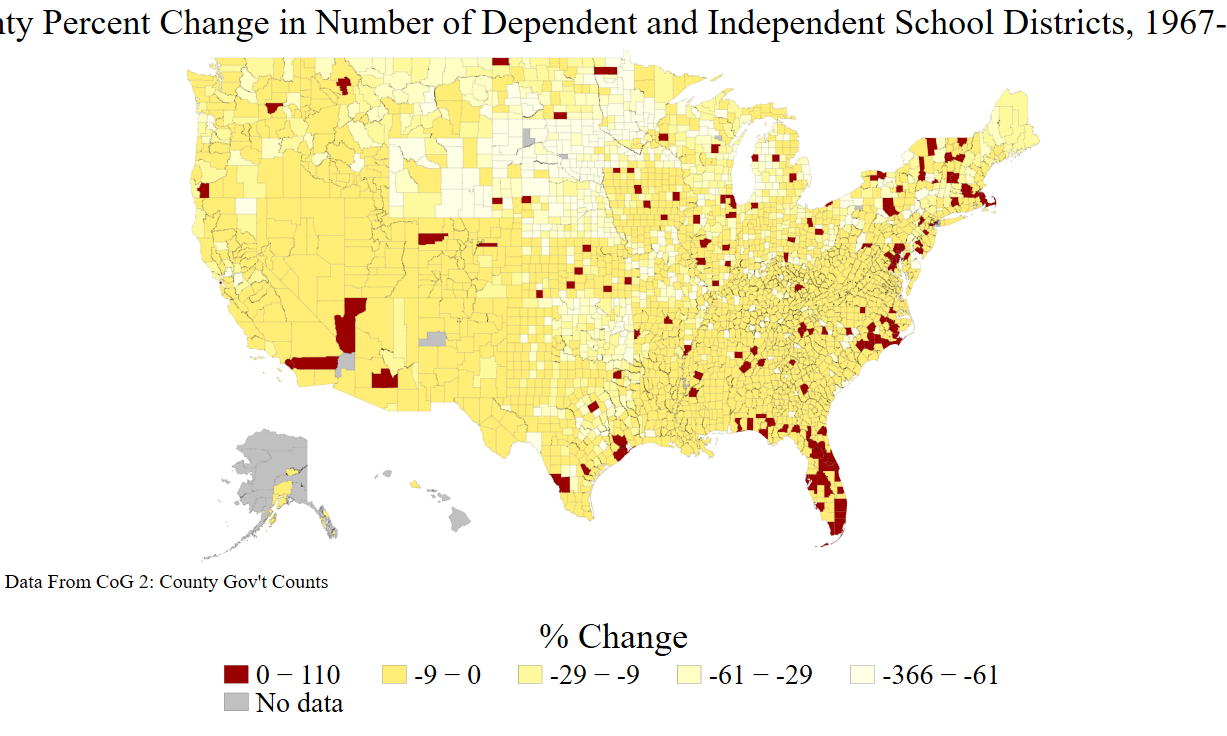 nty Percent Change in Number of Dependent and Independent School Districts, 1967-
Data From CoG 2: County Gov't Counts
% Change
0 − 110 -9 − 0 -29 − -9 -61 − -29 -366 − -61
No data